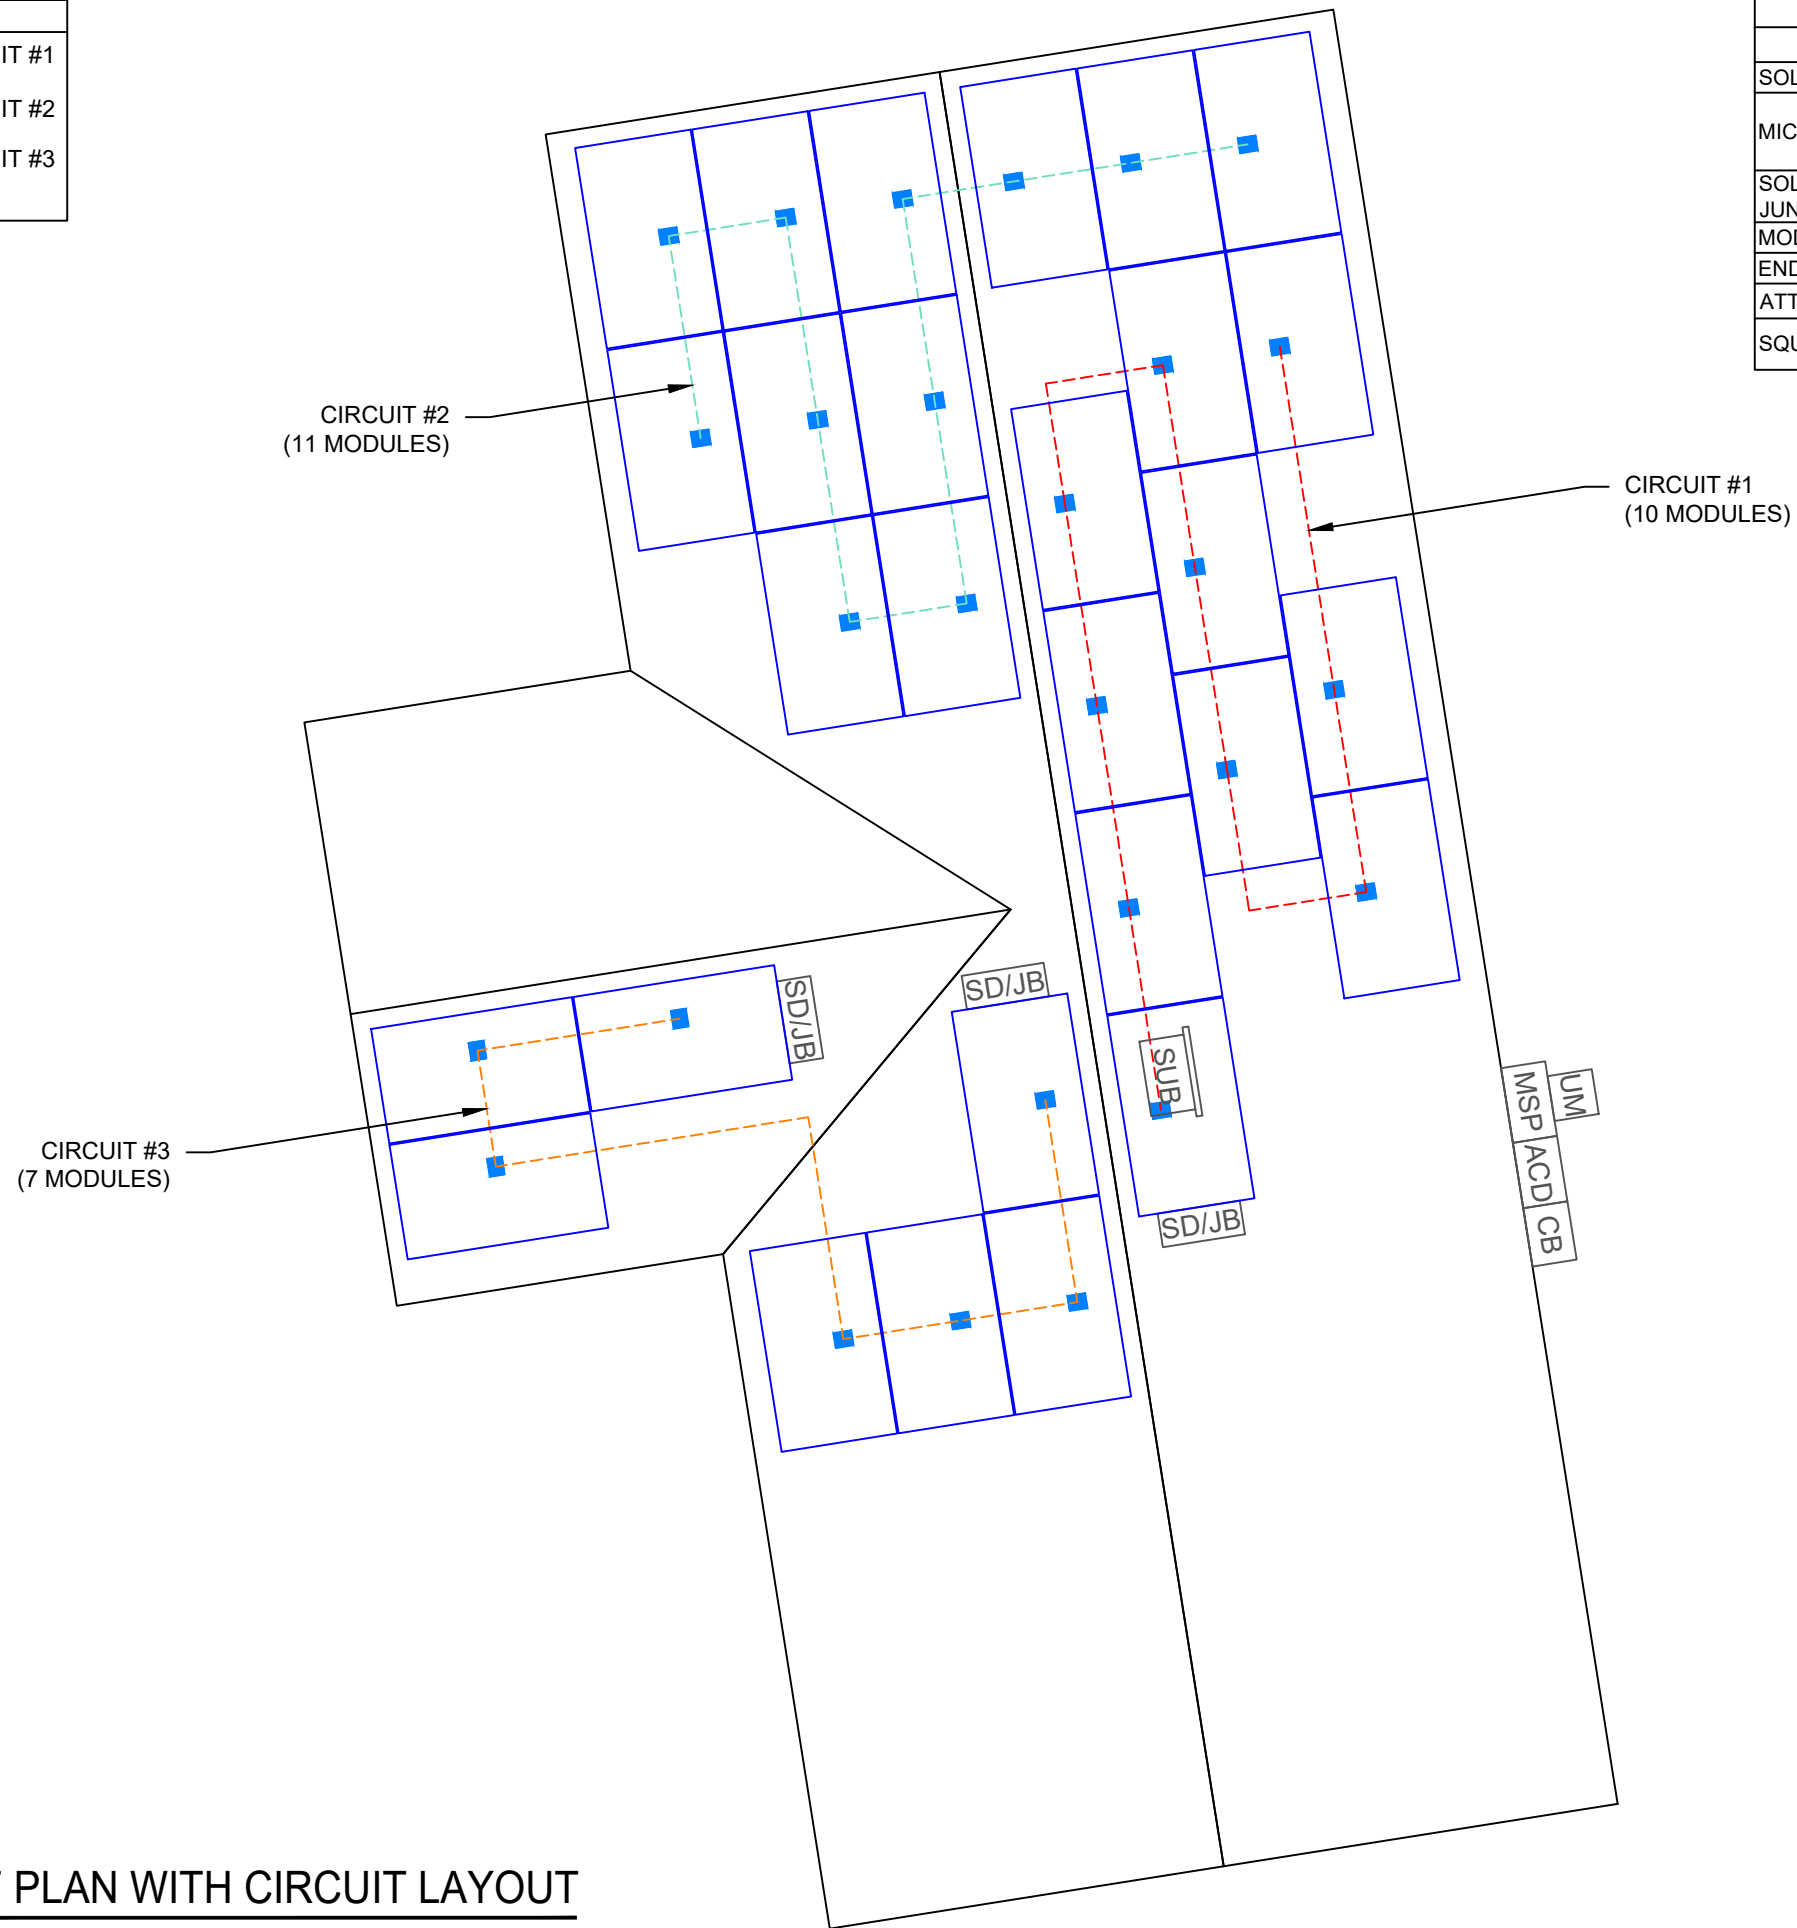 IT #1
IT #2
IT #3
SOL
MIC
SOL
JUN
MOD
END
ATT
SQU
CIRCUIT #2
(11 MODULES)
CIRCUIT #1
(10 MODULES)
SD/JB
SD/JB
SUB
UM
MSP
ACD
CB
CIRCUIT #3
(7 MODULES)
SD/JB
PLAN WITH CIRCUIT LAYOUT